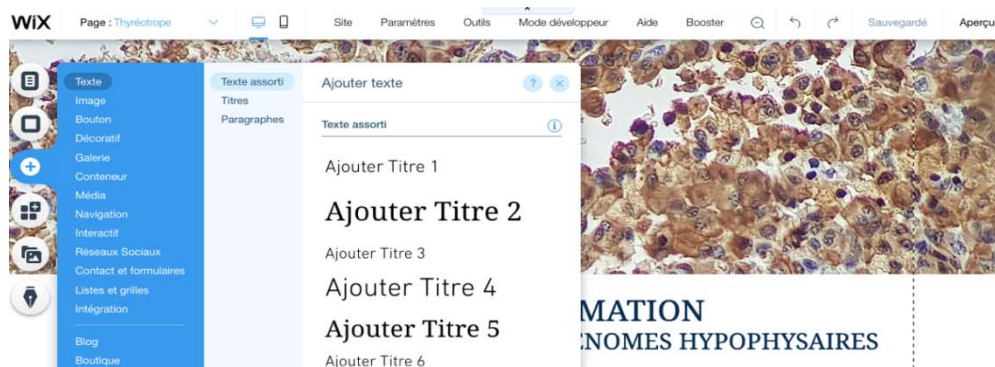 WiX Page : Thyréotrope Site Paramètres Outils Mode développeur Aide Booster Sauvegardé Aperçu
Texte
Image
Bouton
Décoratif
Galerie
Conteneur
Média
Navigation
Interactif
Réseaux Sociaux
Contact et formulaires
Listes et grilles
Intégration
Blog
Boutique
Texte assorti
Titres
Paragraphes
Ajouter texte ?
Texte assorti
Ajouter Titre 1
Ajouter Titre 2
Ajouter Titre 3
Ajouter Titre 4
Ajouter Titre 5
Ajouter Titre 6
MATION
NOMES HYPOPHYSAIRES